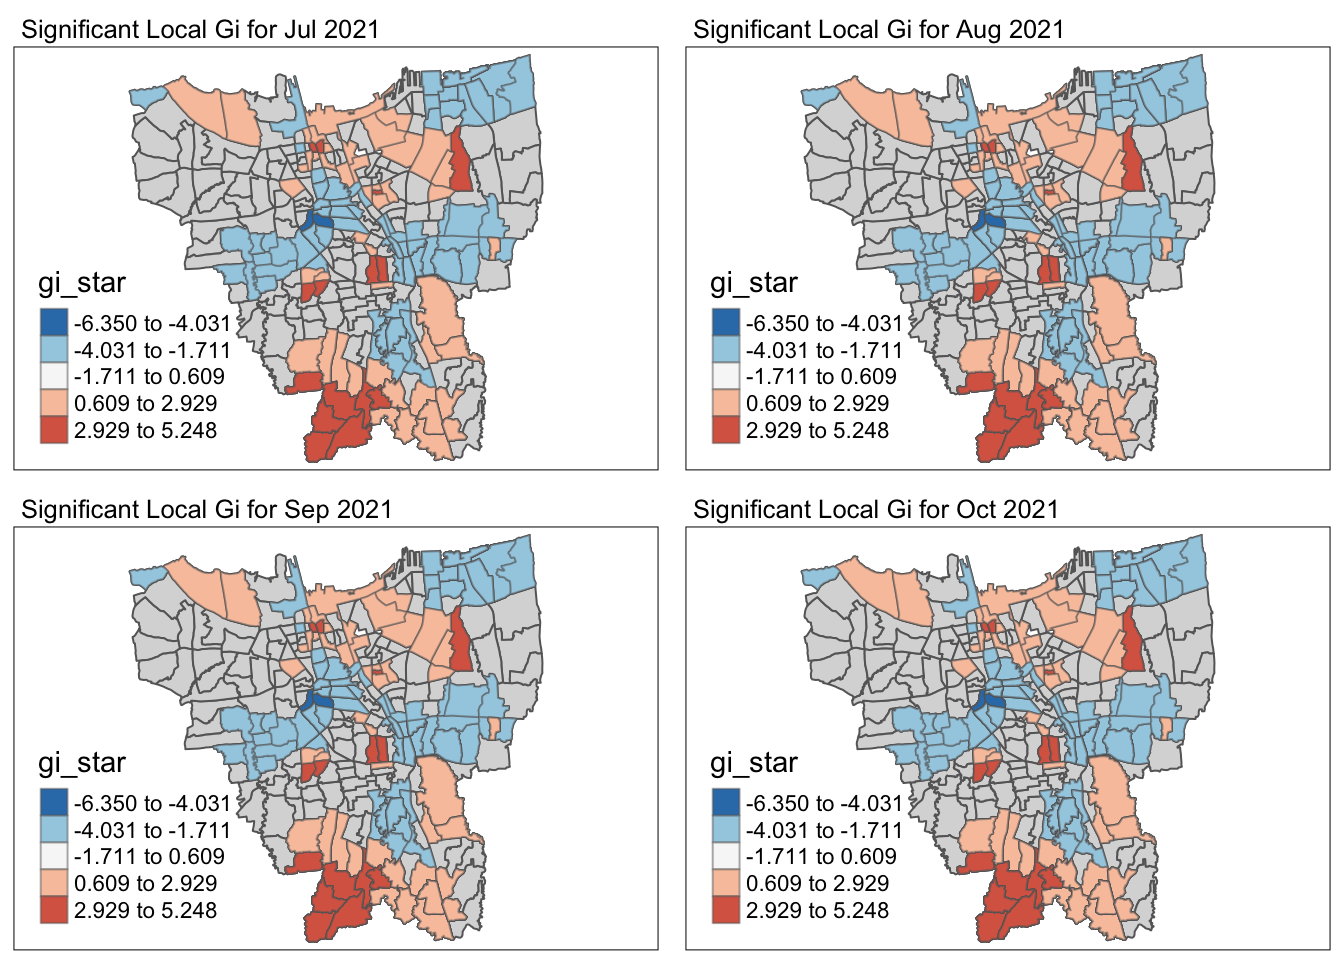 Significant Local Gi for Jul 2021
gi_star
-6.350 to -4.031
-4.031 to -1.711
-1.711 to 0.609
0.609 to 2.929
2.929 to 5.248
Significant Local Gi for Aug 2021
gi_star
-6.350 to -4.031
-4.031 to -1.711
-1.711 to 0.609
0.609 to 2.929
2.929 to 5.248
Significant Local Gi for Sep 2021
gi_star
-6.350 to -4.031
-4.031 to -1.711
-1.711 to 0.609
0.609 to 2.929
2.929 to 5.248
Significant Local Gi for Oct 2021
gi_star
-6.350 to -4.031
-4.031 to -1.711
-1.711 to 0.609
0.609 to 2.929
2.929 to 5.248